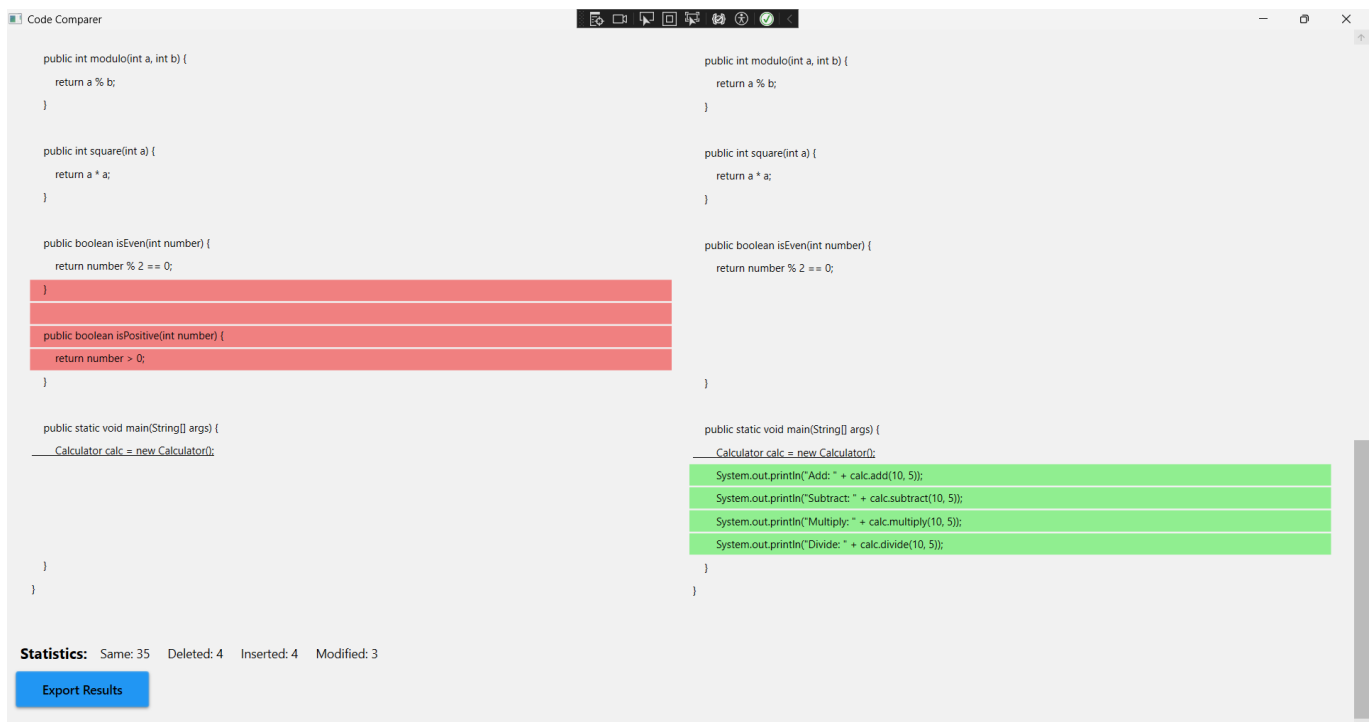 Code Comparer
public int modulo(int a, int b) {
return a % b;
}
public int square(int a) {
return a * a;
}
public boolean isEven(int number) {
return number % 2 == 0;
}
public boolean isPositive(int number) {
return number > 0;
}
public static void main(String[] args) {
Calculator calc = new Calculator();
}
}
public int modulo(int a, int b) {
return a % b;
}
public int square(int a) {
return a * a;
}
public boolean isEven(int number) {
return number % 2 == 0;
}
public static void main(String[] args) {
Calculator calc = new Calculator();
System.out.println("Add: " + calc.add(10, 5));
System.out.println("Subtract: " + calc.subtract(10, 5));
System.out.println("Multiply: " + calc.multiply(10, 5));
System.out.println("Divide: " + calc.divide(10, 5));
}
}
Statistics: Same: 35 Deleted: 4 Inserted: 4 Modified: 3
Export Results